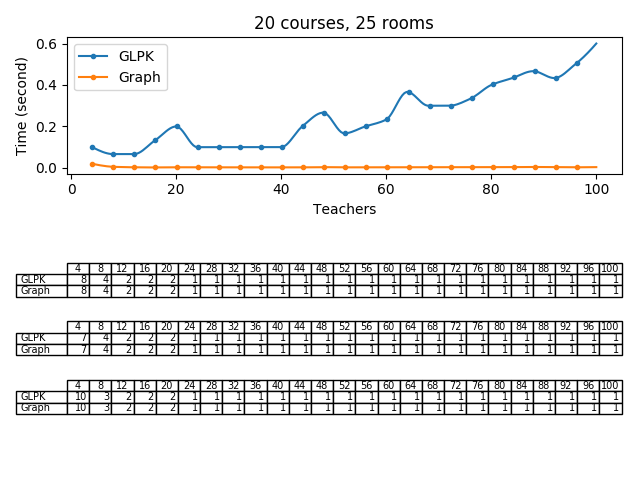 20 courses, 25 rooms
0.6
0.4
0.2
0.0
Time (second)
GLPK
Graph
0 20 40 60 80 100
Teachers
4 8 12 16 20 24 28 32 36 40 44 48 52 56 60 64 68 72 76 80 84 88 92 96 100
GLPK 8 4 2 2 2 1 1 1 1 1 1 1 1 1 1 1 1 1 1 1 1 1 1 1 1
Graph 8 4 2 2 2 1 1 1 1 1 1 1 1 1 1 1 1 1 1 1 1 1 1 1 1
4 8 12 16 20 24 28 32 36 40 44 48 52 56 60 64 68 72 76 80 84 88 92 96 100
GLPK 7 4 2 2 2 1 1 1 1 1 1 1 1 1 1 1 1 1 1 1 1 1 1 1 1
Graph 7 4 2 2 2 1 1 1 1 1 1 1 1 1 1 1 1 1 1 1 1 1 1 1 1
4 8 12 16 20 24 28 32 36 40 44 48 52 56 60 64 68 72 76 80 84 88 92 96 100
GLPK 10 3 2 2 2 1 1 1 1 1 1 1 1 1 1 1 1 1 1 1 1 1 1 1 1
Graph 10 3 2 2 2 1 1 1 1 1 1 1 1 1 1 1 1 1 1 1 1 1 1 1 1